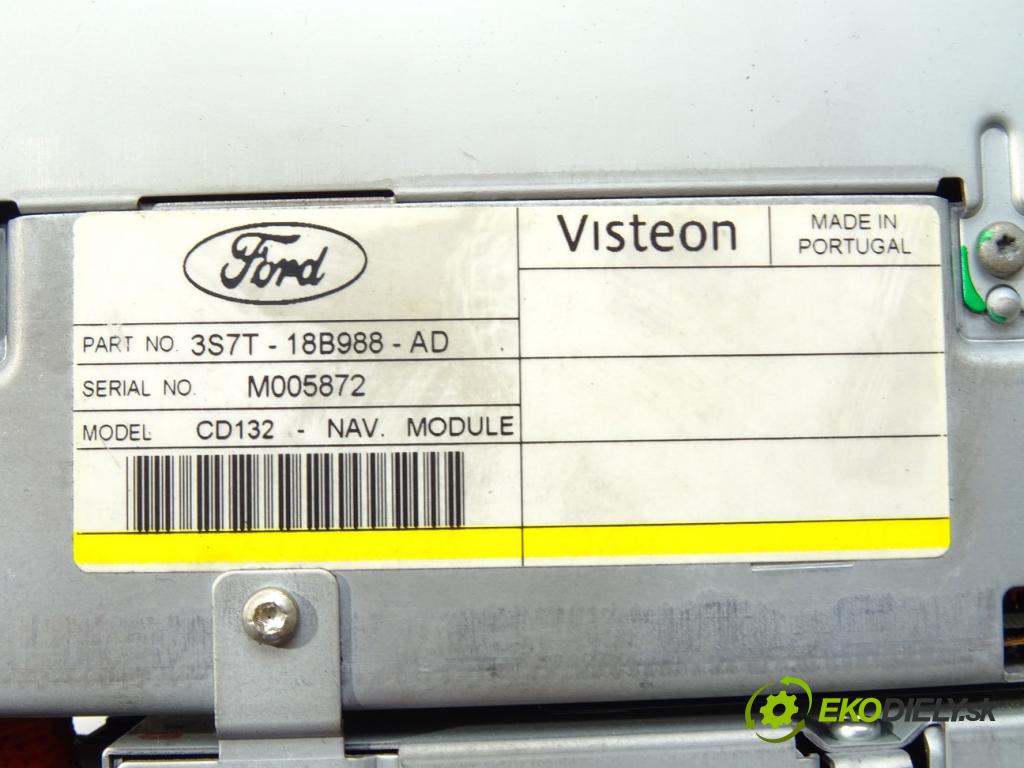 Ford
Visteon
MADE IN
PORTUGAL
PART NO. 3S7T - 18B988 - AD
SERIAL NO. M005872
MODEL CD132 - NAV. MODULE
EKODIELY.sk